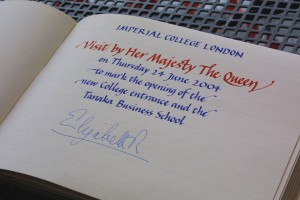 IMPERIAL COLLEGE LONDON
Visit by Her Majesty The Queen
on Thursday 24 June 2004
to mark the opening of the
new College entrance and the
Tanaka Business School
Elizabeth R